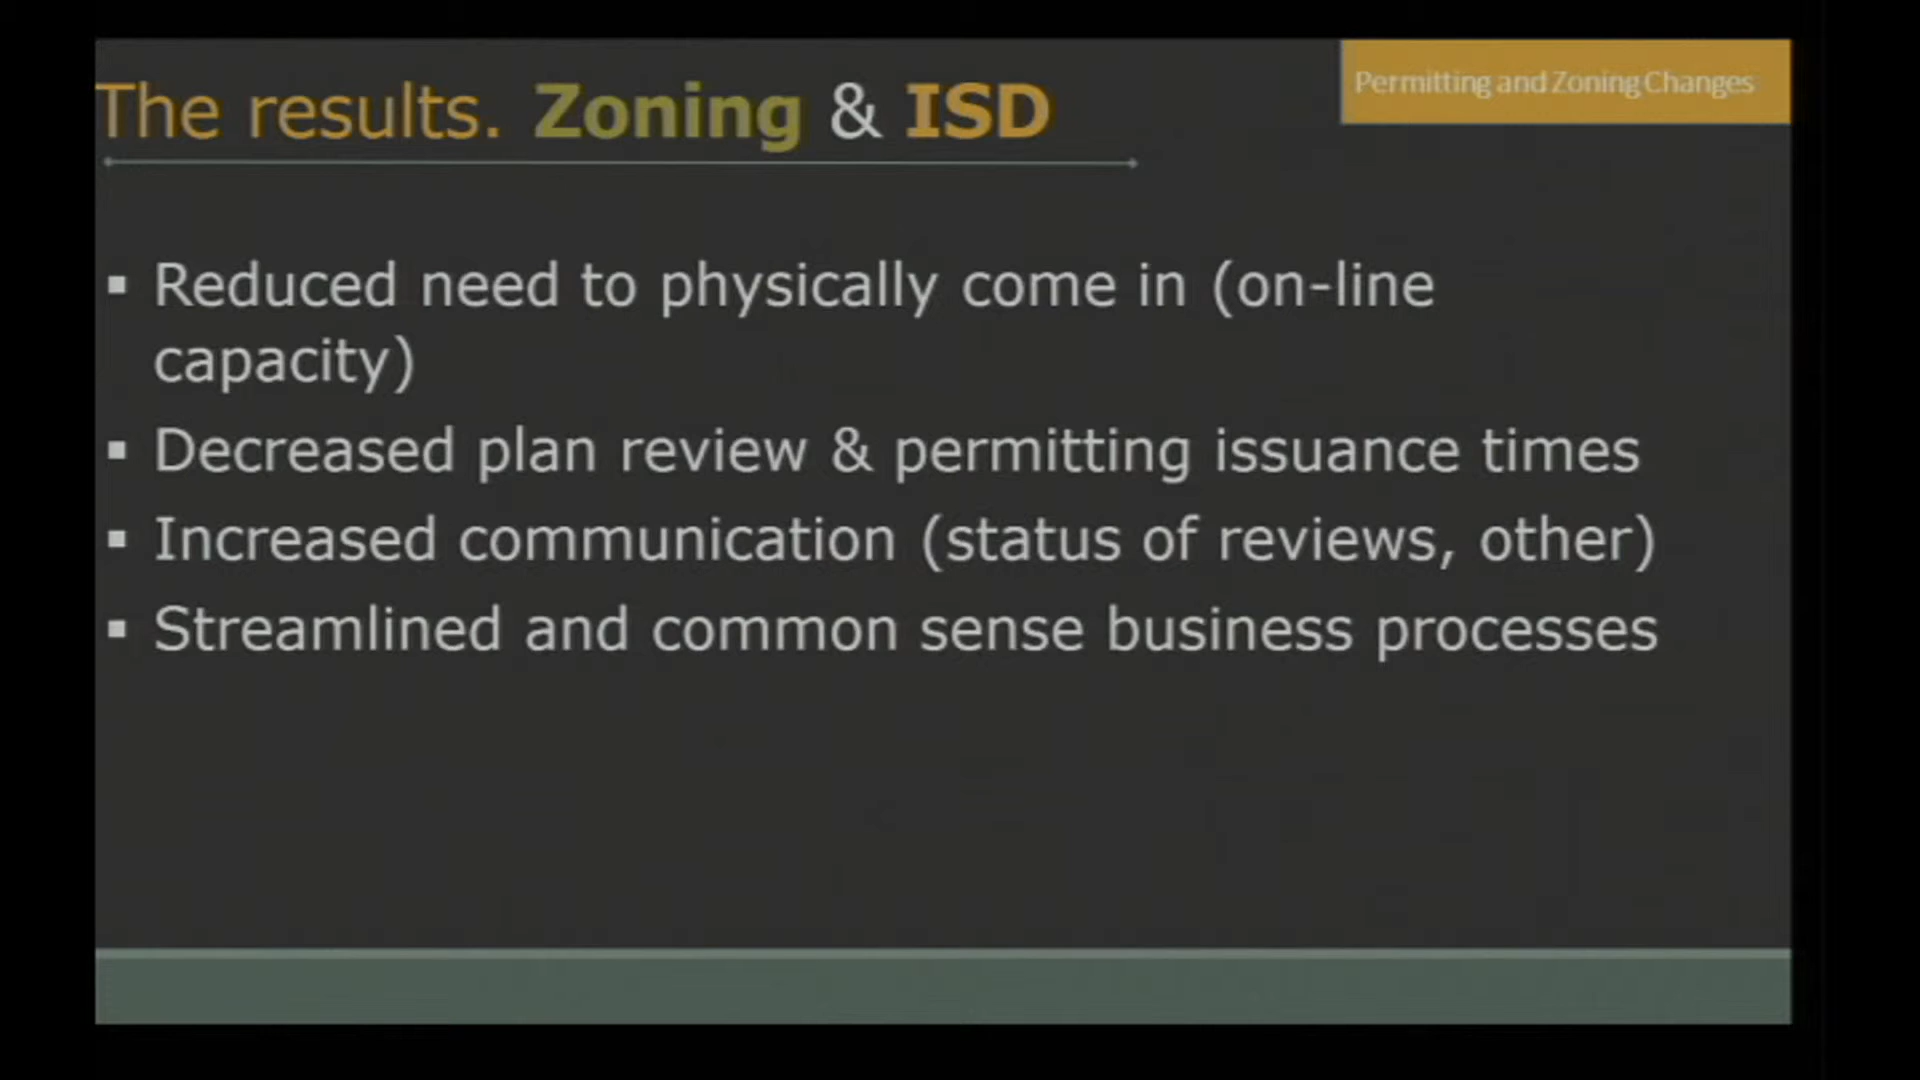 The results. Zoning & ISD
Permitting and Zoning Changes
▪ Reduced need to physically come in (on-line
capacity)
▪ Decreased plan review & permitting issuance times
▪ Increased communication (status of reviews, other)
▪ Streamlined and common sense business processes